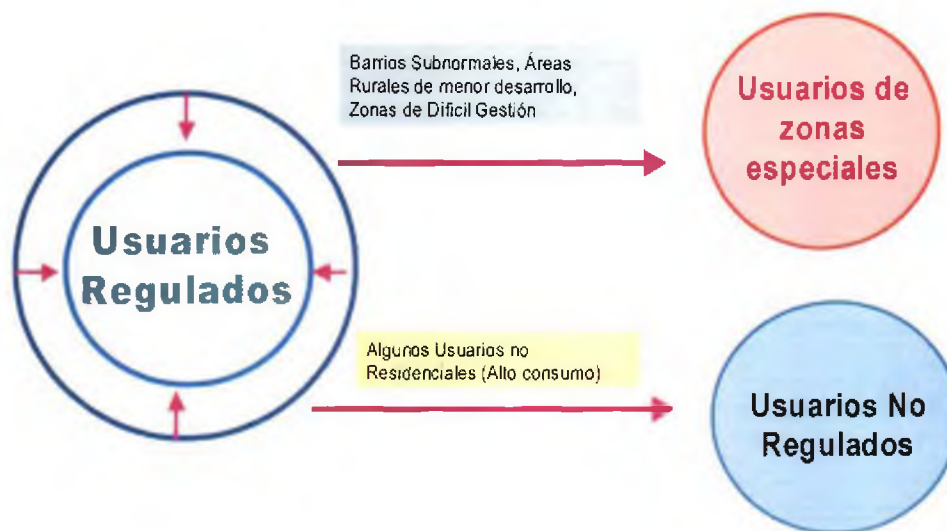 Barrios Subnormales, Áreas
Rurales de menor desarrollo,
Zonas de Dificil Gestión
Usuarios de
zonas
especiales
Usuarios
Regulados
Algunos Usuarios no
Residenciales (Alto consumo)
Usuarios No
Regulados